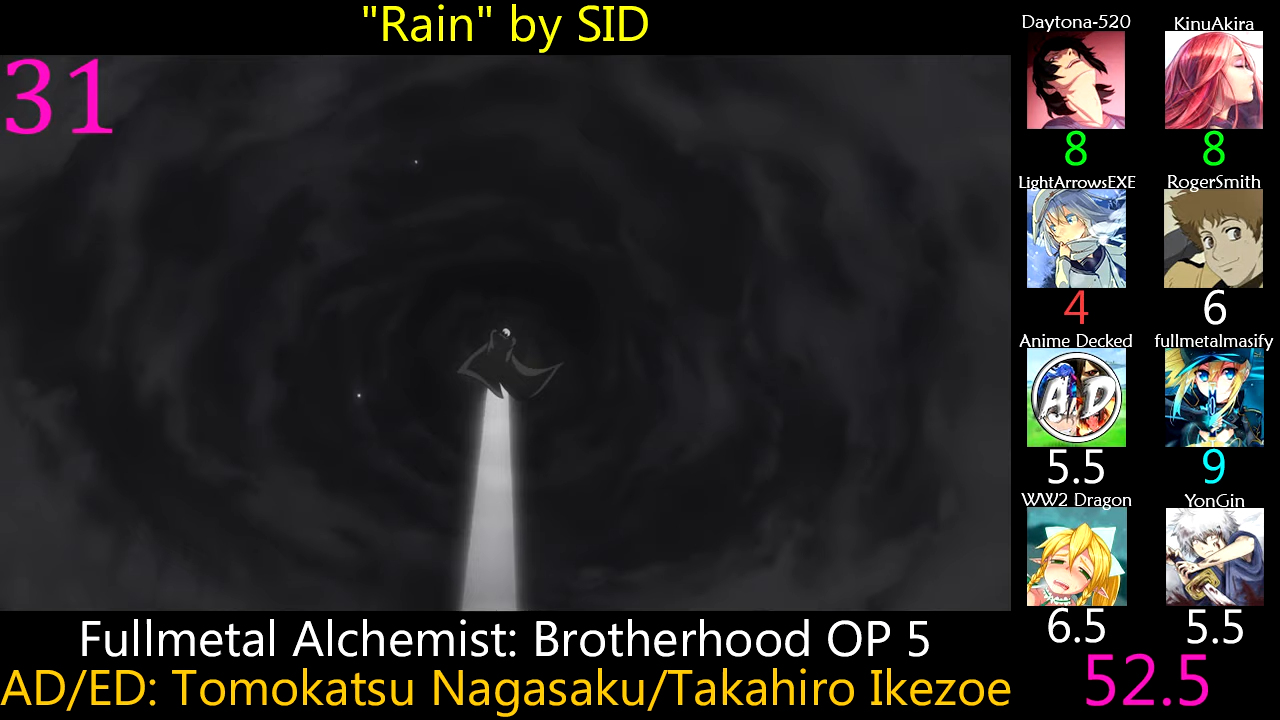 "Rain" by SID
31
Daytona-520 KinuAkira
8 8
LightArrowsEXE RogerSmith
4 6
Anime Decked fullmetalmasify
AD
5.5 9
WW2 Dragon YonGin
6.5 5.5
Fullmetal Alchemist: Brotherhood OP 5
AD/ED: Tomokatsu Nagasaku/Takahiro Ikezoe
52.5